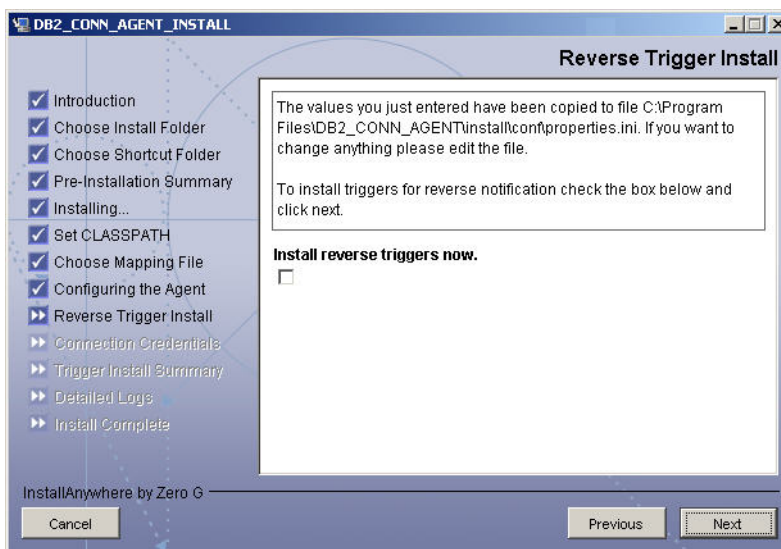 DB2_CONN_AGENT_INSTALL
Reverse Trigger Install
Introduction
Choose Install Folder
Choose Shortcut Folder
Pre-Installation Summary
Installing...
Set CLASSPATH
Choose Mapping File
Configuring the Agent
Reverse Trigger Install
Connection Credentials
Trigger Install Summary
Detailed Logs
Install Complete
The values you just entered have been copied to file C:\Program
Files\DB2_CONN_AGENT\install\conf\properties.ini. If you want to
change anything please edit the file.
To install triggers for reverse notification check the box below and
click next.
Install reverse triggers now.
InstallAnywhere by Zero G
Cancel
Previous
Next